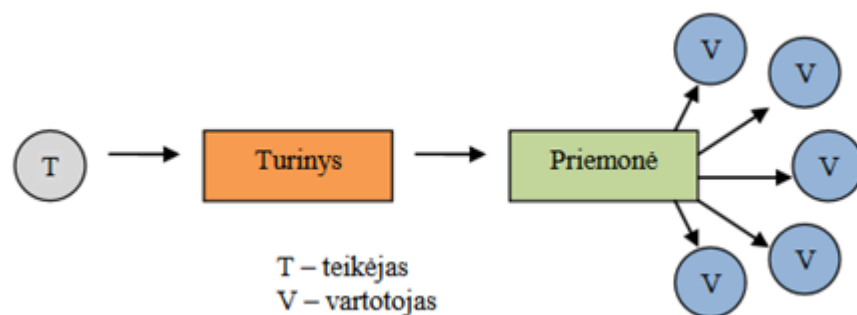 V
V
T
Turinys
Priemonė
V
V
V
T – teikėjas
V – vartotojas